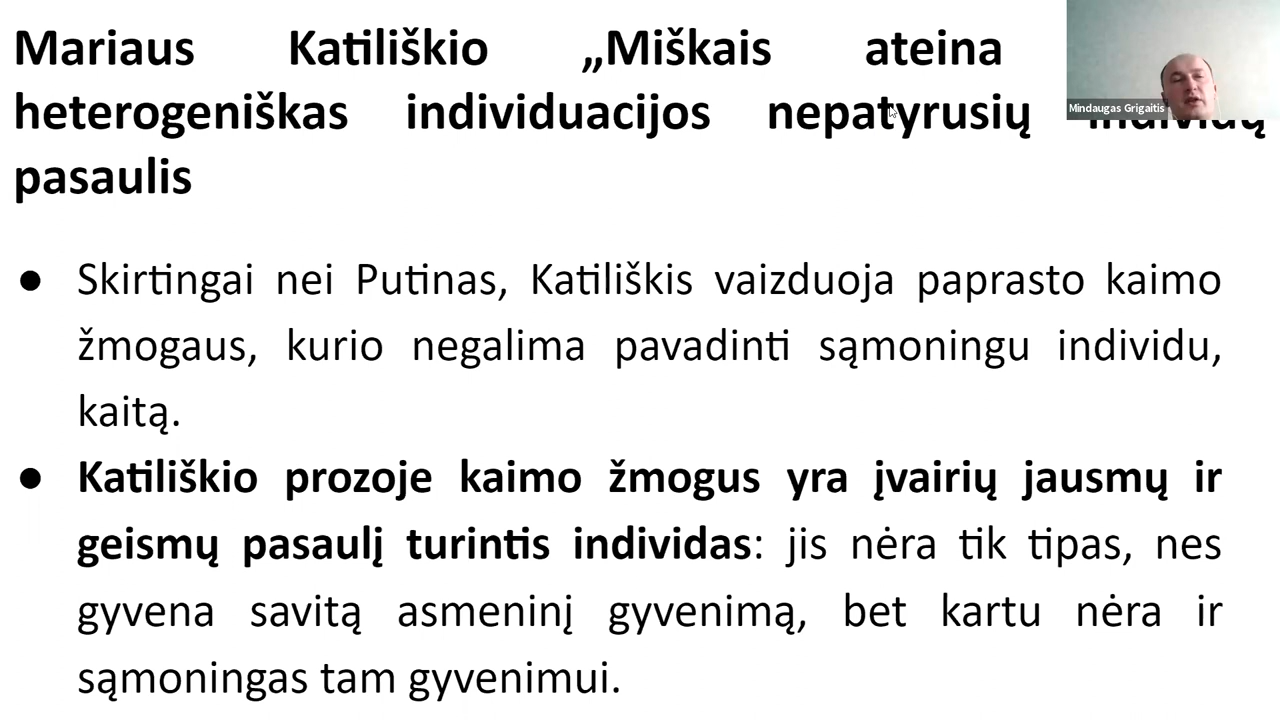 Mariaus Katiliškio „Miškais ateina
Mindaugas Grigaitis
heterogeniškas individuacijos nepatyrusių individų
pasaulis
● Skirtingai nei Putinas, Katiliškis vaizduoja paprasto kaimo
žmogaus, kurio negalima pavadinti sąmoningu individu,
kaitą.
● Katiliškio prozoje kaimo žmogus yra įvairių jausmų ir
geismų pasaulį turintis individas: jis nėra tik tipas, nes
gyvena savitą asmeninį gyvenimą, bet kartu nėra ir
sąmoningas tam gyvenimui.